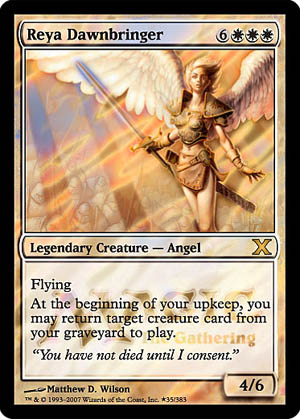 Reya Dawnbringer 6
Legendary Creature — Angel X
Flying
At the beginning of your upkeep, you
may return target creature card from
your graveyard to play.
the Gathering
“You have not died until I consent.”
Matthew D. Wilson
4/6
™ & © 1993–2007 Wizards of the Coast, Inc. ★35/383